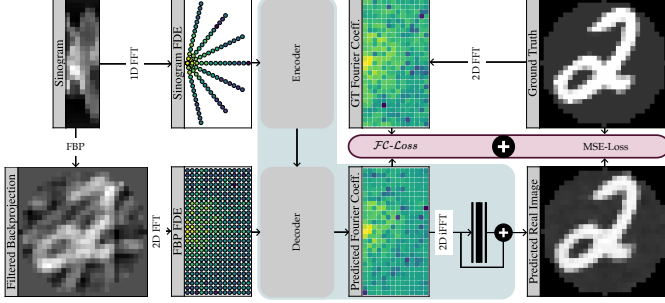 Sinogram
1D FFT
Sinogram FDE
Encoder
GT Fourier Coeff.
2D FFT
Ground Truth
FBP
FC-Loss
MSE-Loss
Filtered Backprojection
2D FFT
FBP FDE
Decoder
Predicted Fourier Coeff.
2D iFFT
Predicted Real Image